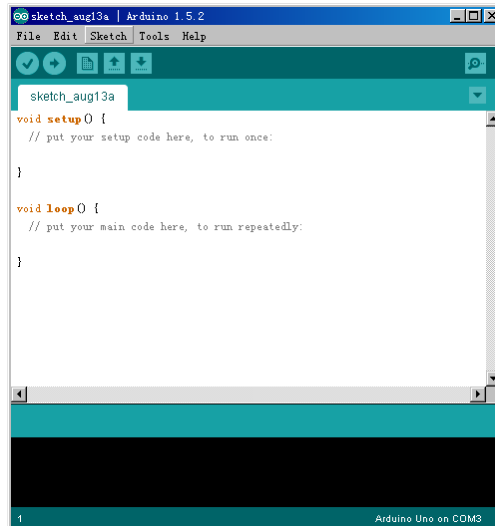 sketch_aug13a | Arduino 1.5.2
File Edit Sketch Tools Help
sketch_aug13a
void setup() {
// put your setup code here, to run once:
}
void loop() {
// put your main code here, to run repeatedly:
}
1 Arduino Uno on COM3